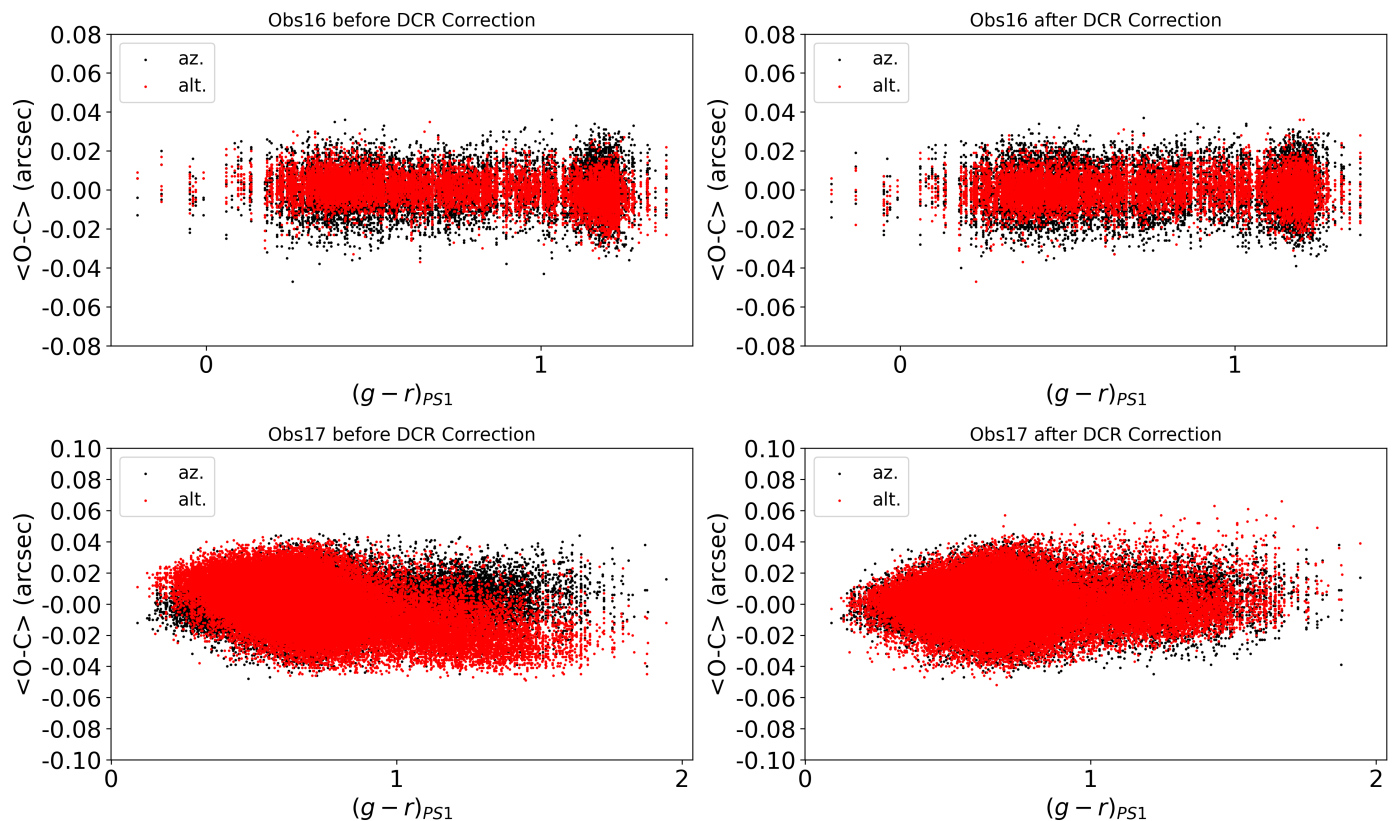 Obs16 before DCR Correction
0.08
0.06
0.04
0.02
0.00
-0.02
-0.04
-0.06
-0.08
<O-C> (arcsec)
az.
alt.
0 1
(g − r)PS1
Obs16 after DCR Correction
0.08
0.06
0.04
0.02
0.00
-0.02
-0.04
-0.06
-0.08
<O-C> (arcsec)
az.
alt.
0 1
(g − r)PS1
Obs17 before DCR Correction
0.10
0.08
0.06
0.04
0.02
-0.00
-0.02
-0.04
-0.06
-0.08
-0.10
<O-C> (arcsec)
az.
alt.
0 1 2
(g − r)PS1
Obs17 after DCR Correction
0.10
0.08
0.06
0.04
0.02
-0.00
-0.02
-0.04
-0.06
-0.08
-0.10
<O-C> (arcsec)
az.
alt.
0 1 2
(g − r)PS1